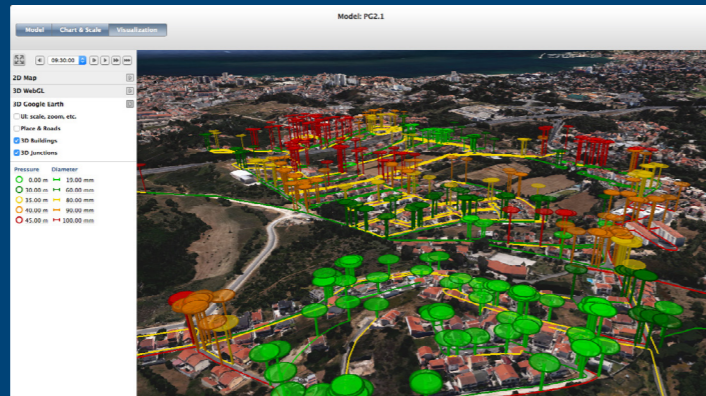 Model: PG2.1
Model Chart & Scale Visualization
09:30:00
2D Map
3D WebGL
3D Google Earth
UI: scale, zoom, etc.
Place & Roads
3D Buildings
3D Junctions
Pressure Diameter
0.00 m 10.00 mm
30.00 m 60.00 mm
35.00 m 80.00 mm
40.00 m 90.00 mm
45.00 m 100.00 mm